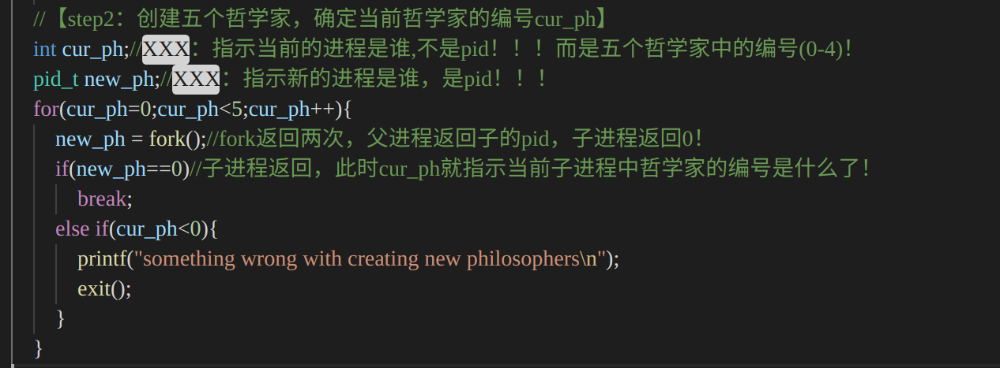 //【step2：创建五个哲学家，确定当前哲学家的编号cur_ph】
int cur_ph;//XXX：指示当前的进程是谁,不是pid！！！而是五个哲学家中的编号(0-4)！
pid_t new_ph;//XXX：指示新的进程是谁，是pid！！！
for(cur_ph=0;cur_ph<5;cur_ph++){
new_ph = fork();//fork返回两次，父进程返回子的pid，子进程返回0！
if(new_ph==0)//子进程返回，此时cur_ph就指示当前子进程中哲学家的编号是什么了！
break;
else if(cur_ph<0){
printf("something wrong with creating new philosophers\n");
exit();
}
}